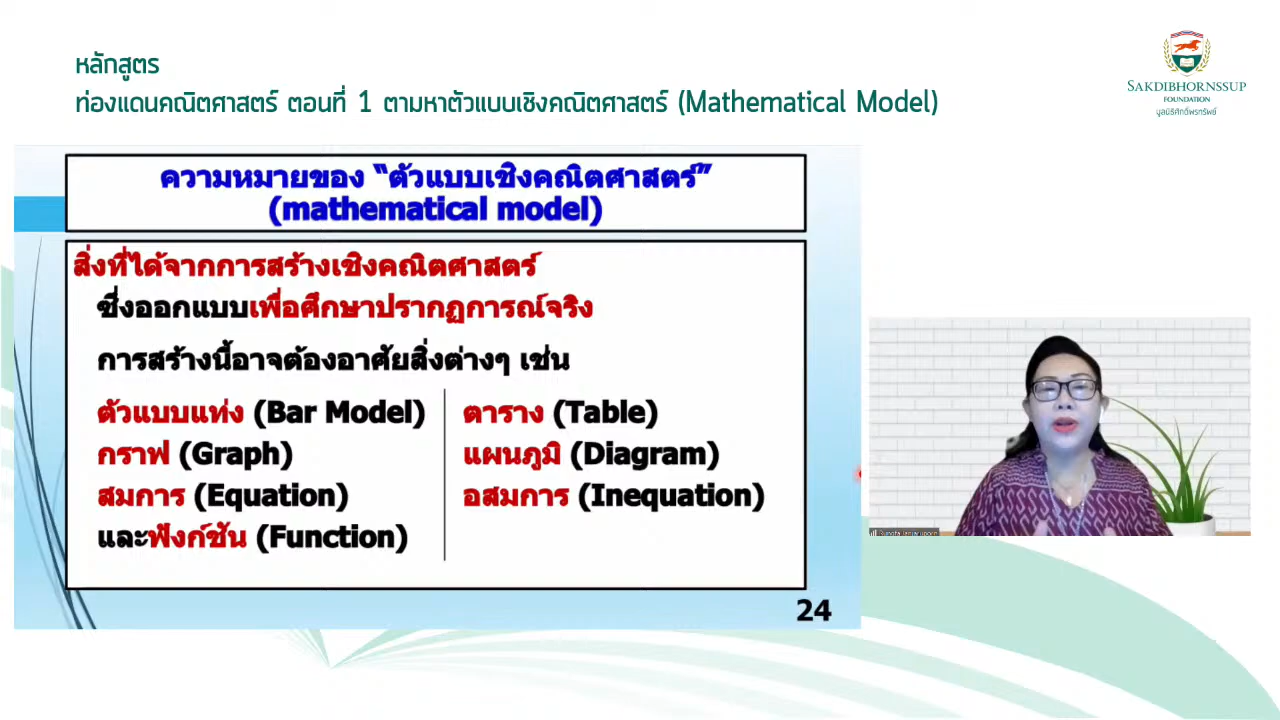 หลักสูตร
ท่องแดนคณิตศาสตร์ ตอนที่ 1 ตามหาตัวแบบเชิงคณิตศาสตร์ (Mathematical Model)
SAKDIBHORNSSUP
FOUNDATION
มูลนิธิศักดิ์พรทรัพย์
ความหมายของ “ตัวแบบเชิงคณิตศาสตร์”
(mathematical model)
สิ่งที่ได้จากการสร้างเชิงคณิตศาสตร์
ซึ่งออกแบบเพื่อศึกษาปรากฏการณ์จริง
การสร้างนี้อาจต้องอาศัยสิ่งต่างๆ เช่น
ตัวแบบแท่ง (Bar Model)
กราฟ (Graph)
สมการ (Equation)
และฟังก์ชัน (Function)
ตาราง (Table)
แผนภูมิ (Diagram)
อสมการ (Inequation)
24